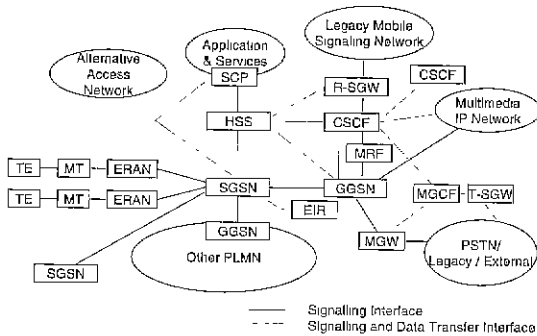 Legacy Mobile
Signaling Network
Application
& Services
SCP
Alternative
Access
Network
R-SGW
CSCF
HSS
CSCF
Multimedia
IP Network
MRF
TE
MT
ERAN
SGSN
GGSN
MGCF
T-SGW
TE
MT
ERAN
EIR
GGSN
MGW
Other PLMN
PSTN/
Legacy / External
SGSN
Signalling Interface
Signalling and Data Transfer Interface